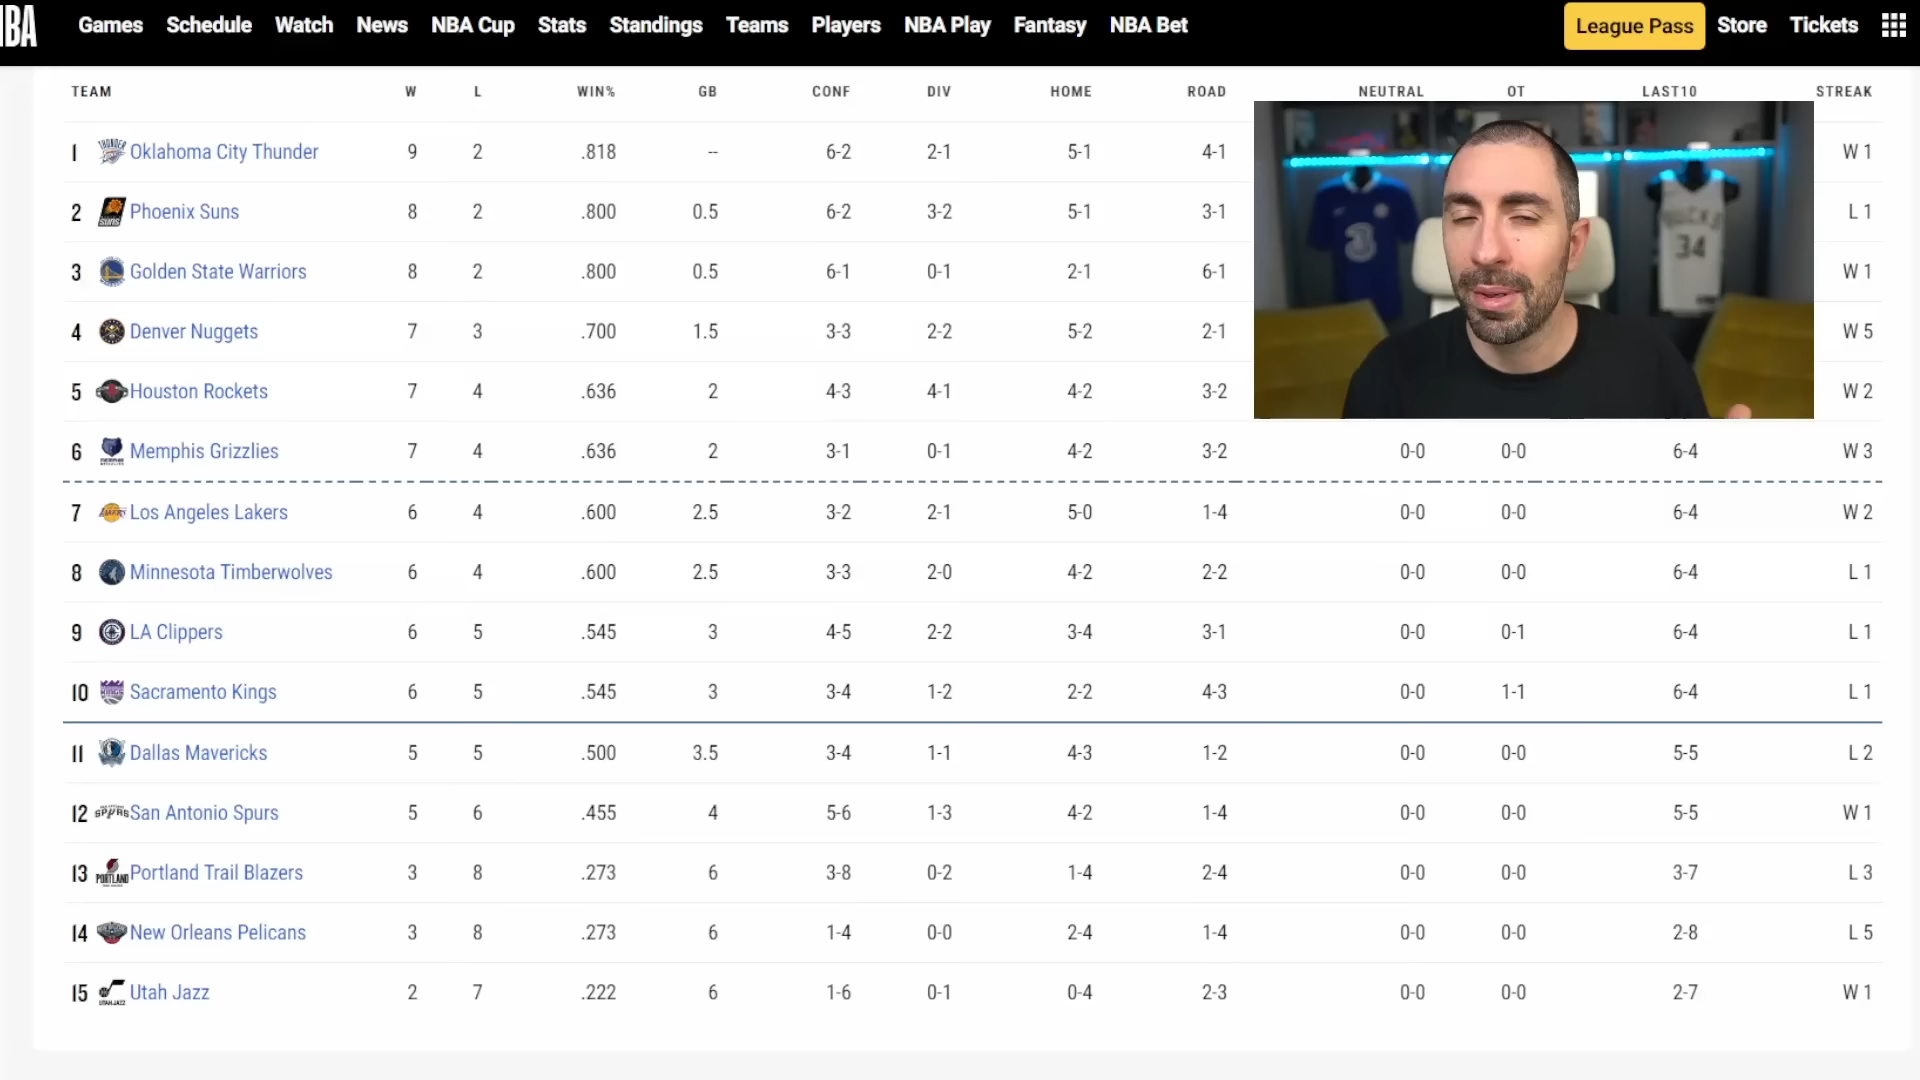 NBA Games Schedule Watch News NBA Cup Stats Standings Teams Players NBA Play Fantasy NBA Bet League Pass Store Tickets
TEAM W L WIN% GB CONF DIV HOME ROAD NEUTRAL OT LAST10 STREAK
1 Oklahoma City Thunder 9 2 .818 -- 6-2 2-1 5-1 4-1 W 1
2 Phoenix Suns 8 2 .800 0.5 6-2 3-2 5-1 3-1 L 1
3 Golden State Warriors 8 2 .800 0.5 6-1 0-1 2-1 6-1 W 1
4 Denver Nuggets 7 3 .700 1.5 3-3 2-2 5-2 2-1 W 5
5 Houston Rockets 7 4 .636 2 4-3 4-1 4-2 3-2 W 2
6 Memphis Grizzlies 7 4 .636 2 3-1 0-1 4-2 3-2 0-0 0-0 6-4 W 3
7 Los Angeles Lakers 6 4 .600 2.5 3-2 2-1 5-0 1-4 0-0 0-0 6-4 W 2
8 Minnesota Timberwolves 6 4 .600 2.5 3-3 2-0 4-2 2-2 0-0 0-0 6-4 L 1
9 LA Clippers 6 5 .545 3 4-5 2-2 3-4 3-1 0-0 0-1 6-4 L 1
10 Sacramento Kings 6 5 .545 3 3-4 1-2 2-2 4-3 0-0 1-1 6-4 L 1
11 Dallas Mavericks 5 5 .500 3.5 3-4 1-1 4-3 1-2 0-0 0-0 5-5 L 2
12 SPURS San Antonio Spurs 5 6 .455 4 5-6 1-3 4-2 1-4 0-0 0-0 5-5 W 1
13 PORTLAND Portland Trail Blazers 3 8 .273 6 3-8 0-2 1-4 2-4 0-0 0-0 3-7 L 3
14 New Orleans Pelicans 3 8 .273 6 1-4 0-0 2-4 1-4 0-0 0-0 2-8 L 5
15 UTAH JAZZ Utah Jazz 2 7 .222 6 1-6 0-1 0-4 2-3 0-0 0-0 2-7 W 1
3
BUCKS
34